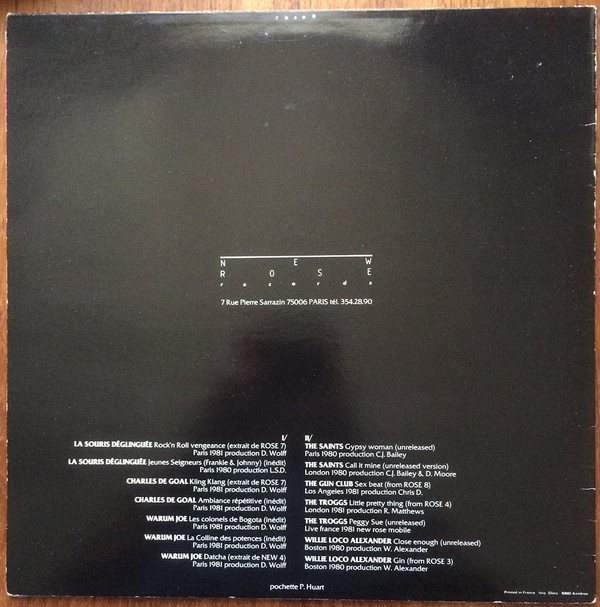 N E W
R O S E
records
7 Rue Pierre Sarrazin 75006 PARIS tél. 354.28.90
I/
LA SOURIS DÉGLINGUÉE Rock'n Roll vengeance (extrait de ROSE 7)
Paris 1981 production D. Wolff
LA SOURIS DÉGLINGUÉE Jeunes Seigneurs (Frankie & Johnny) (inédit)
Paris 1980 production L.S.D.
CHARLES DE GOAL Kling Klang (extrait de ROSE 7)
Paris 1981 production D. Wolff
CHARLES DE GOAL Ambiance répétitive (inédit)
Paris 1981 production D. Wolff
WARUM JOE Les colonels de Bogota (inédit)
Paris 1981 production D. Wolff
WARUM JOE La Colline des potences (inédit)
Paris 1981 production D. Wolff
WARUM JOE Datcha (extrait de NEW 4)
Paris 1981 production D. Wolff
II/
THE SAINTS Gypsy woman (unreleased)
Paris 1980 production C.J. Bailey
THE SAINTS Call it mine (unreleased version)
London 1980 production C.J. Bailey & D. Moore
THE GUN CLUB Sex beat (from ROSE 8)
Los Angeles 1981 production Chris D.
THE TROGGS Little pretty thing (from ROSE 4)
London 1981 production R. Matthews
THE TROGGS Peggy Sue (unreleased)
Live france 1981 new rose mobile
WILLIE LOCO ALEXANDER Close enough (unreleased)
Boston 1980 production W. Alexander
WILLIE LOCO ALEXANDER Gin (from ROSE 3)
Boston 1980 production W. Alexander
pochette P. Huart
Printed in France